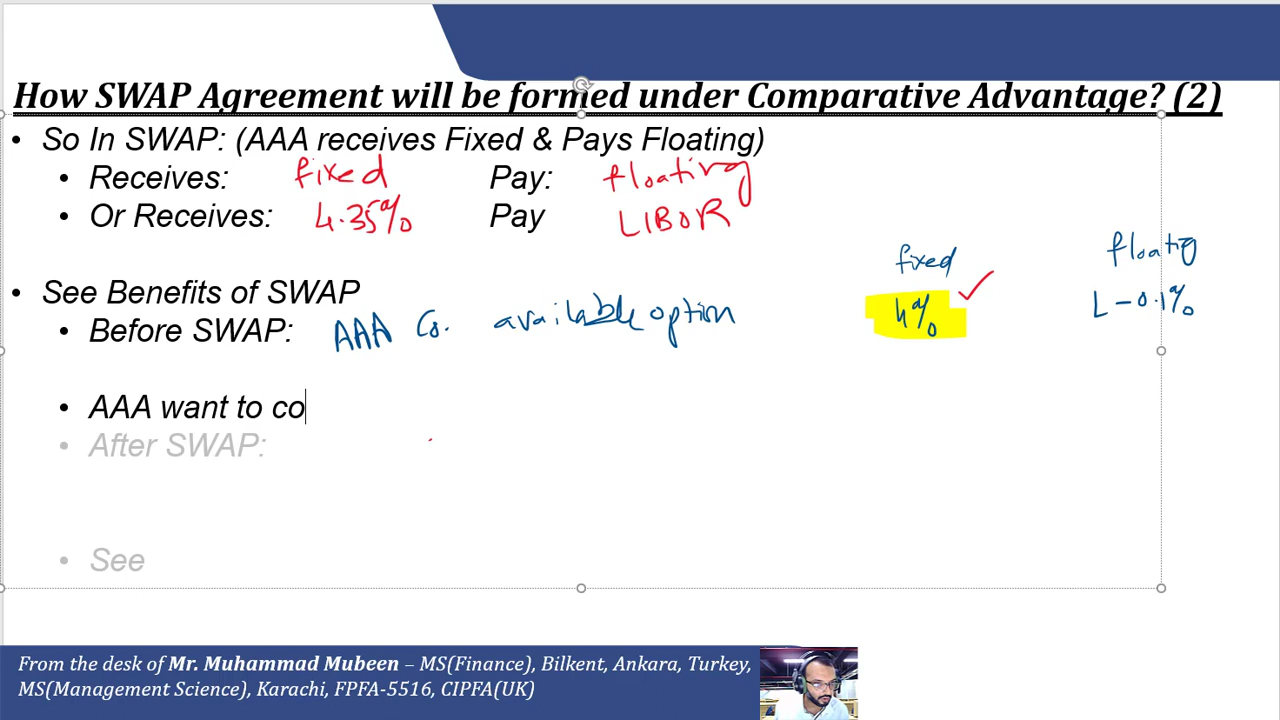 How SWAP Agreement will be formed under Comparative Advantage? (2)
• So In SWAP: (AAA receives Fixed & Pays Floating)
• Receives: fixed Pay: floating
• Or Receives: 4.35% Pay LIBOR
fixed floatig
• See Benefits of SWAP
• Before SWAP: AAA Co. available option 4% L - 0.1%
• AAA want to co
• After SWAP:
• See
From the desk of Mr. Muhammad Mubeen – MS(Finance), Bilkent, Ankara, Turkey,
MS(Management Science), Karachi, FPFA-5516, CIPFA(UK)